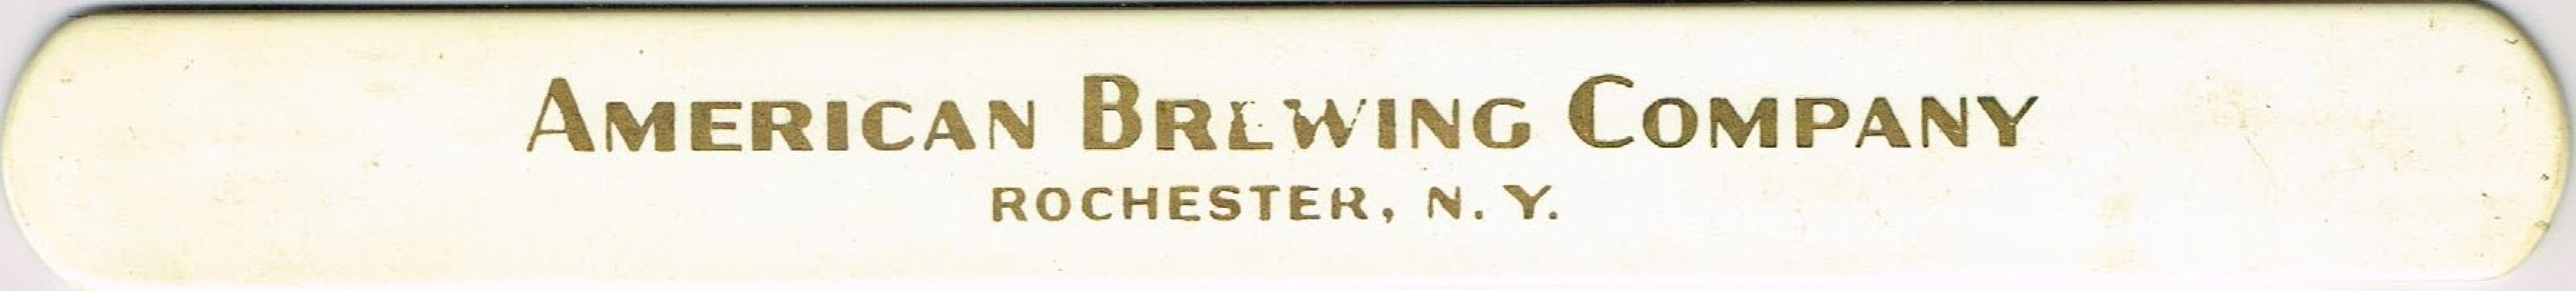 AMERICAN BREWING COMPANY
ROCHESTER, N. Y.